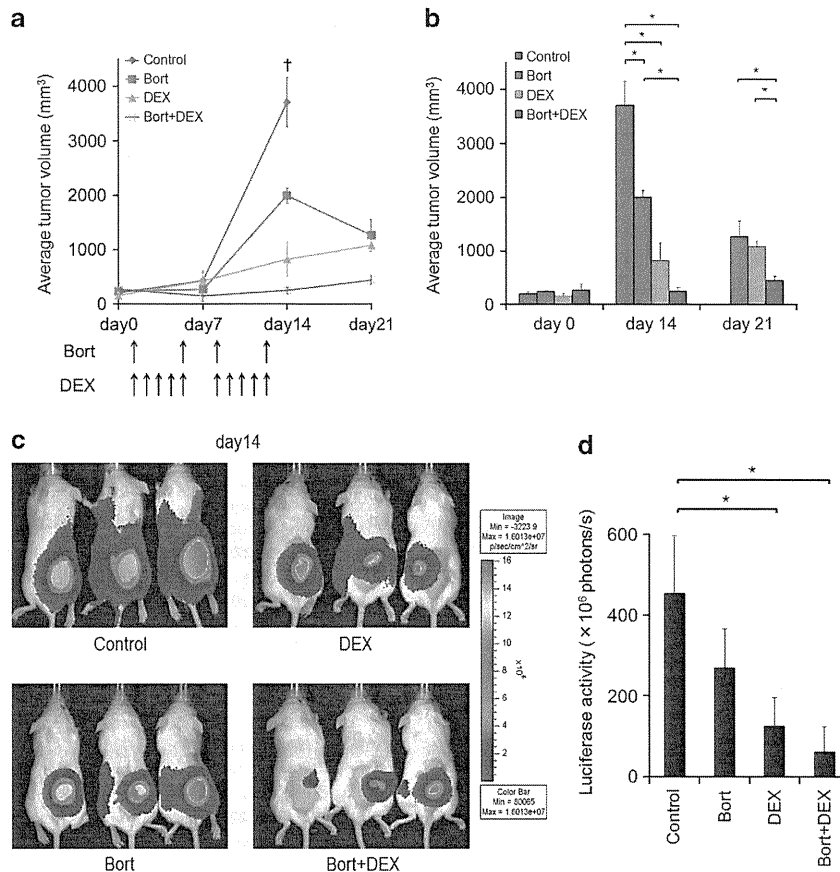 a
Average tumor volume (mm³)
4000
3000
2000
1000
0
Control
Bort
DEX
Bort+DEX
†
day0
day7
day14
day21
Bort
DEX
b
Average tumor volume (mm³)
4000
3000
2000
1000
0
Control
Bort
DEX
Bort+DEX
*
*
*
*
*
*
day 0
day 14
day 21
c
day14
Control
DEX
Bort
Bort+DEX
Image
Min = -3223.9
Max = 1.6013e+07
p/sec/cm^2/sr
16
14
12
10
8
6
4
2
Color Bar
Min = 80065
Max = 1.6013e+07
d
Luciferase activity (×10⁶ photons/s)
600
400
200
0
*
*
Control
Bort
DEX
Bort+DEX